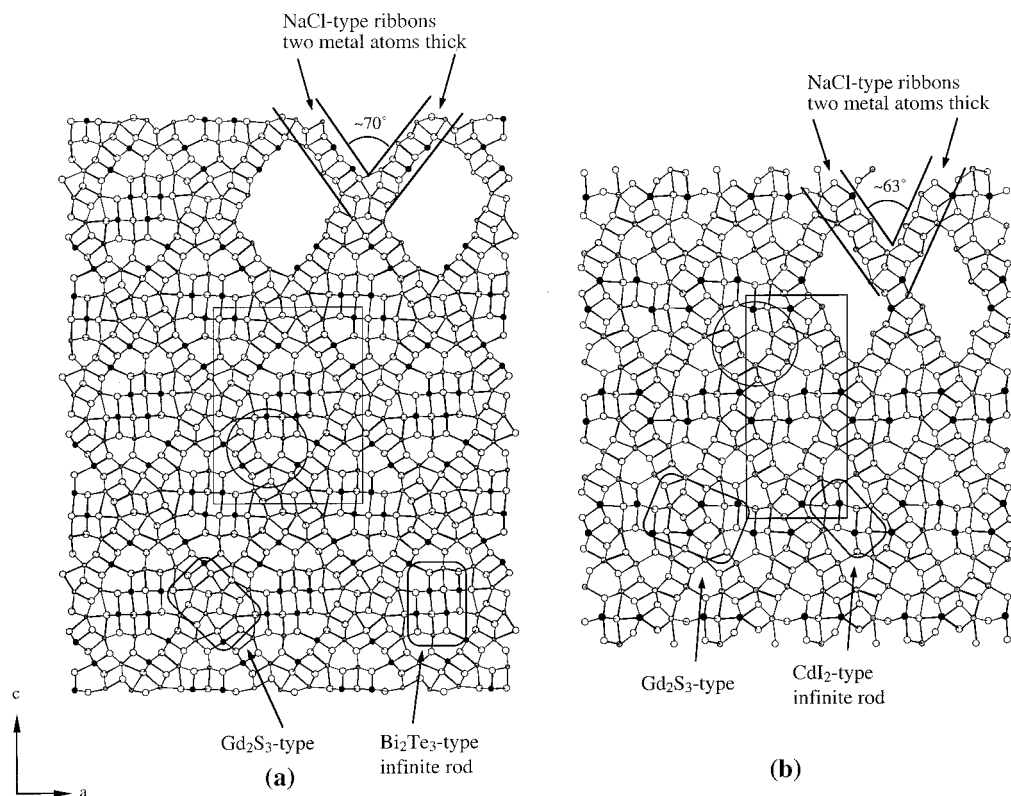 NaCl-type ribbons
two metal atoms thick
~70°
NaCl-type ribbons
two metal atoms thick
~63°
Gd2S3-type
Bi2Te3-type
infinite rod
Gd2S3-type
CdI2-type
infinite rod
c
a
(a)
(b)